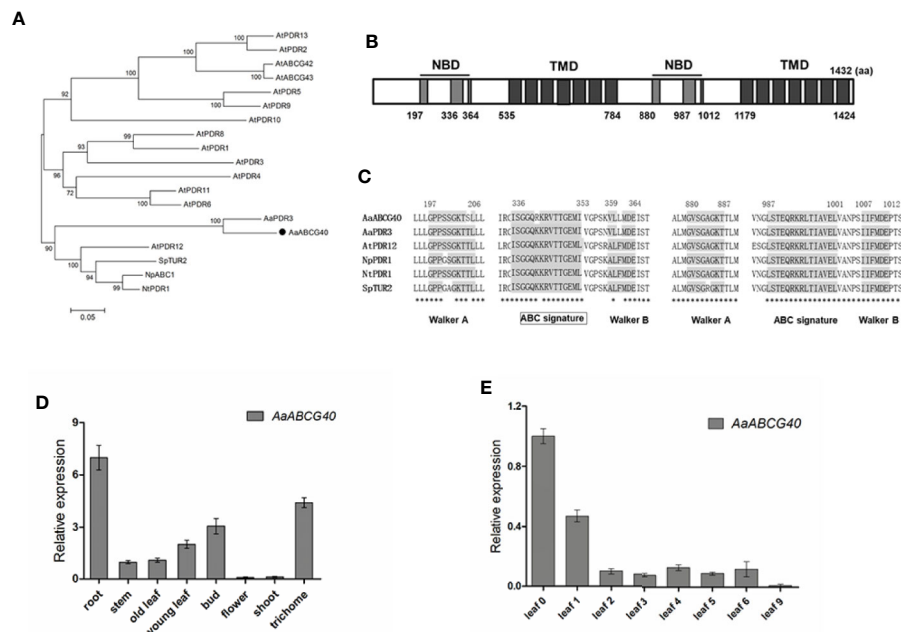 A
AtPDR13
AtPDR2
AtABCG42
AtABCG43
AtPDR5
AtPDR9
AtPDR10
AtPDR8
AtPDR1
AtPDR3
AtPDR4
AtPDR11
AtPDR6
AaPDR3
AaABCG40
AtPDR12
SpTUR2
NpABC1
NtPDR1
100
100
100
100
100
92
99
93
96
72
100
100
90
100
94
99
0.05
B
NBD TMD NBD TMD 1432 (aa)
197 336 364 535 784 880 987 1012 1179 1424
C
197 206 336 353 339 364 880 887 987 1001 1007 1012
AaABCG40 LLLGPPSSGKTSLLL IRCISGGQRKRVTTGEMI VGPSKVLLMDEIST ALMGVSGAGKTTLM VNGLSTEQRKRLTIAVELVANPSIIFMDEPTS
AaPDR3
AtPDR12
NpPDR1
NtPDR1
SpTUR2
Walker A ABC signature Walker B Walker A ABC signature Walker B
D
AaABCG40
Relative expression
9
6
3
0
root stem old leaf young leaf bud flower shoot trichome
E
AaABCG40
Relative expression
1.2
0.8
0.4
0.0
leaf 0 leaf 1 leaf 2 leaf 3 leaf 4 leaf 5 leaf 6 leaf 9